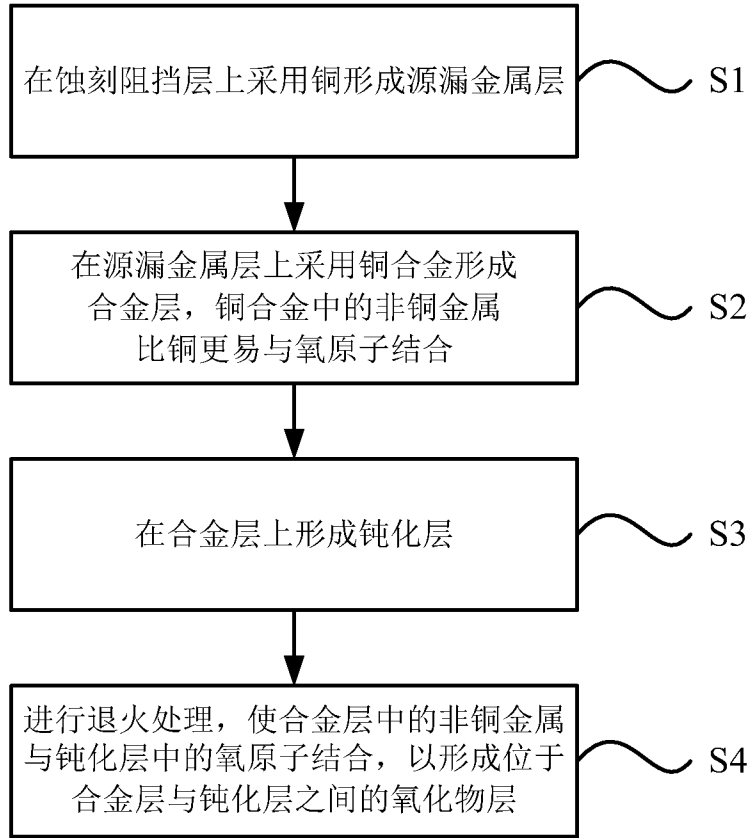 在蚀刻阻挡层上采用铜形成源漏金属层
S1
在源漏金属层上采用铜合金形成
合金层，铜合金中的非铜金属
比铜更易与氧原子结合
S2
在合金层上形成钝化层
S3
进行退火处理，使合金层中的非铜金属
与钝化层中的氧原子结合，以形成位于
合金层与钝化层之间的氧化物层
S4